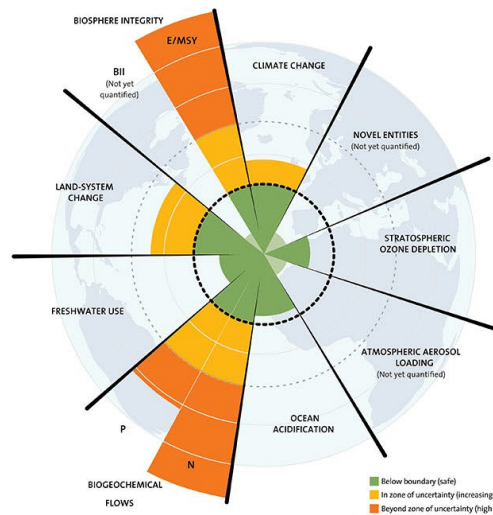 BIOSPHERE INTEGRITY
E/MSY
BII
(Not yet
quantified)
CLIMATE CHANGE
NOVEL ENTITIES
(Not yet quantified)
LAND-SYSTEM
CHANGE
STRATOSPHERIC
OZONE DEPLETION
FRESHWATER USE
ATMOSPHERIC AEROSOL
LOADING
(Not yet quantified)
OCEAN
ACIDIFICATION
P
N
BIOGEOCHEMICAL
FLOWS
Below boundary (safe)
In zone of uncertainty (increasing
Beyond zone of uncertainty (high